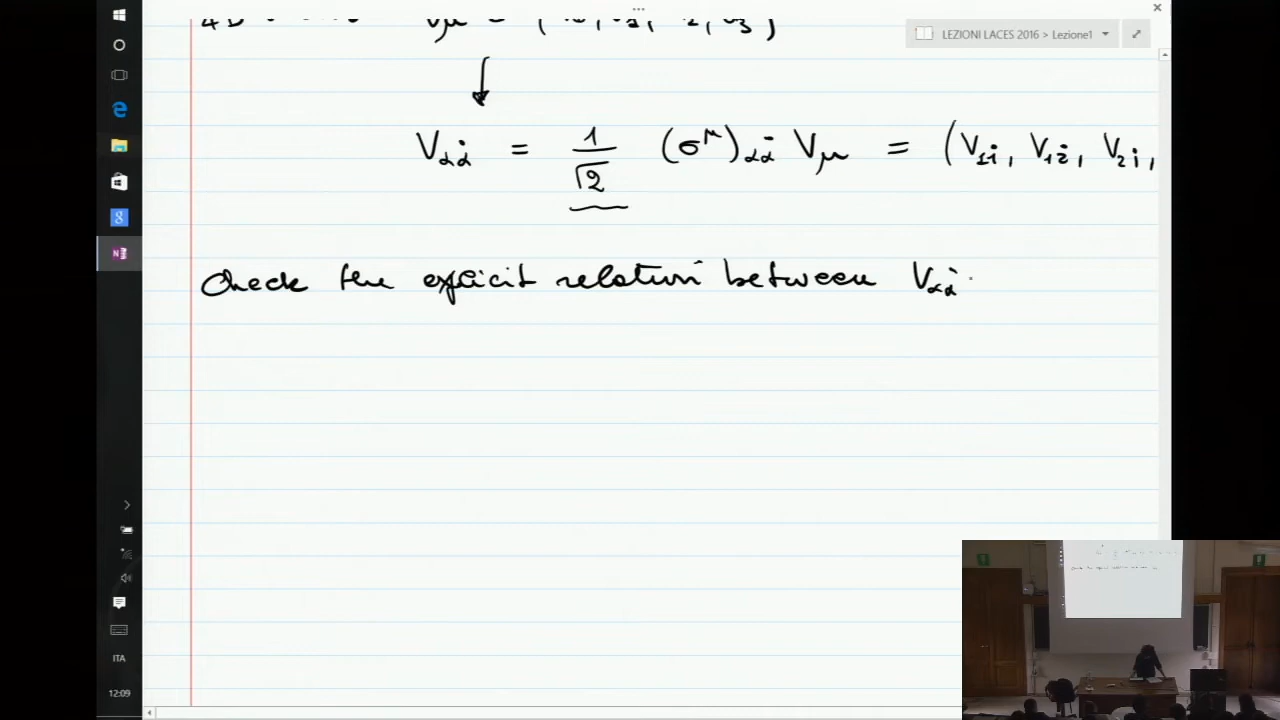 V_μ = (
LEZIONI LACES 2016 > Lezione1
V_{αα̇} = 1/√2 (σ^μ)_{αα̇} V_μ = (V_{11̇}, V_{12̇}, V_{21̇},
Check the explicit relation between V_{αα̇}
ITA
12:09